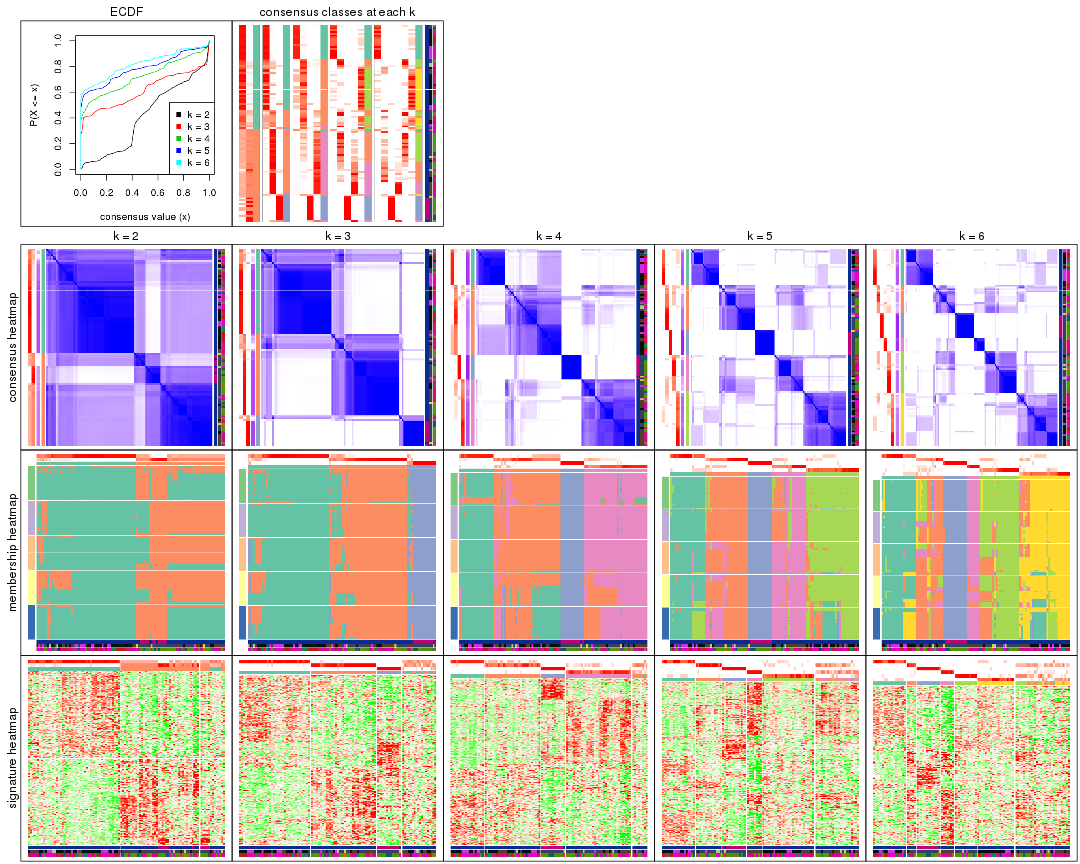 ECDF
consensus classes at each k
P(X <= x)
0.0
0.2
0.4
0.6
0.8
1.0
k = 2
k = 3
k = 4
k = 5
k = 6
0.0 0.2 0.4 0.6 0.8 1.0
consensus value (x)
k = 2 k = 3 k = 4 k = 5 k = 6
consensus heatmap
membership heatmap
signature heatmap